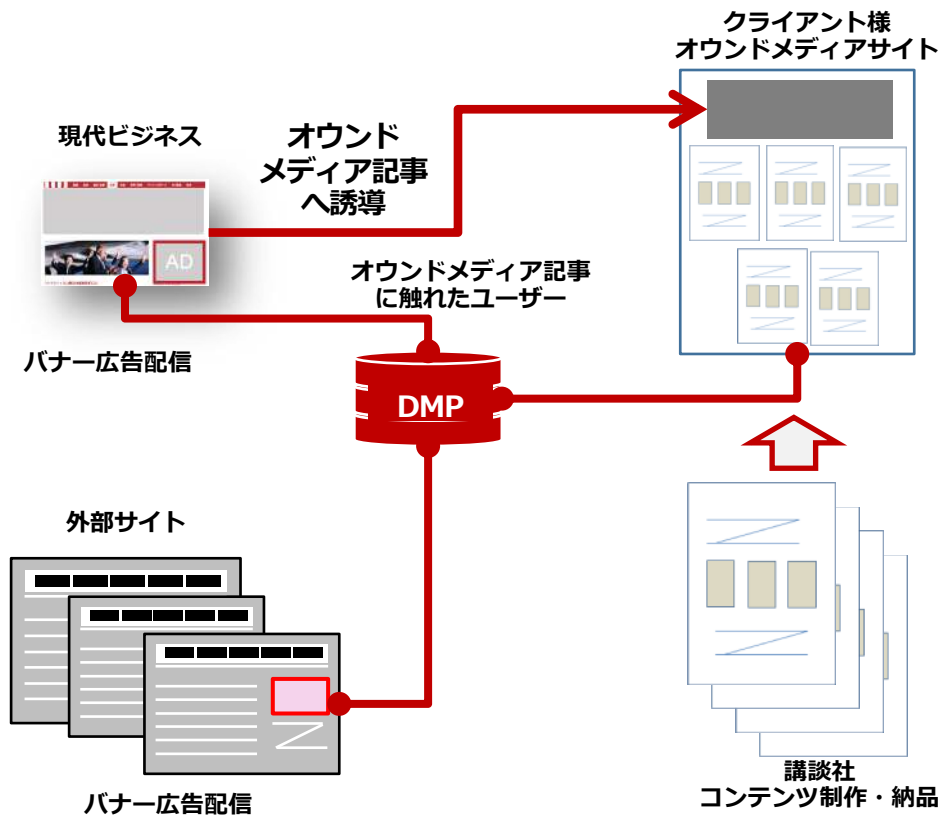 クライアント様
オウンドメディアサイト
現代ビジネス
オウンド
メディア記事
へ誘導
AD
オウンドメディア記事
に触れたユーザー
バナー広告配信
DMP
外部サイト
バナー広告配信
講談社
コンテンツ制作・納品